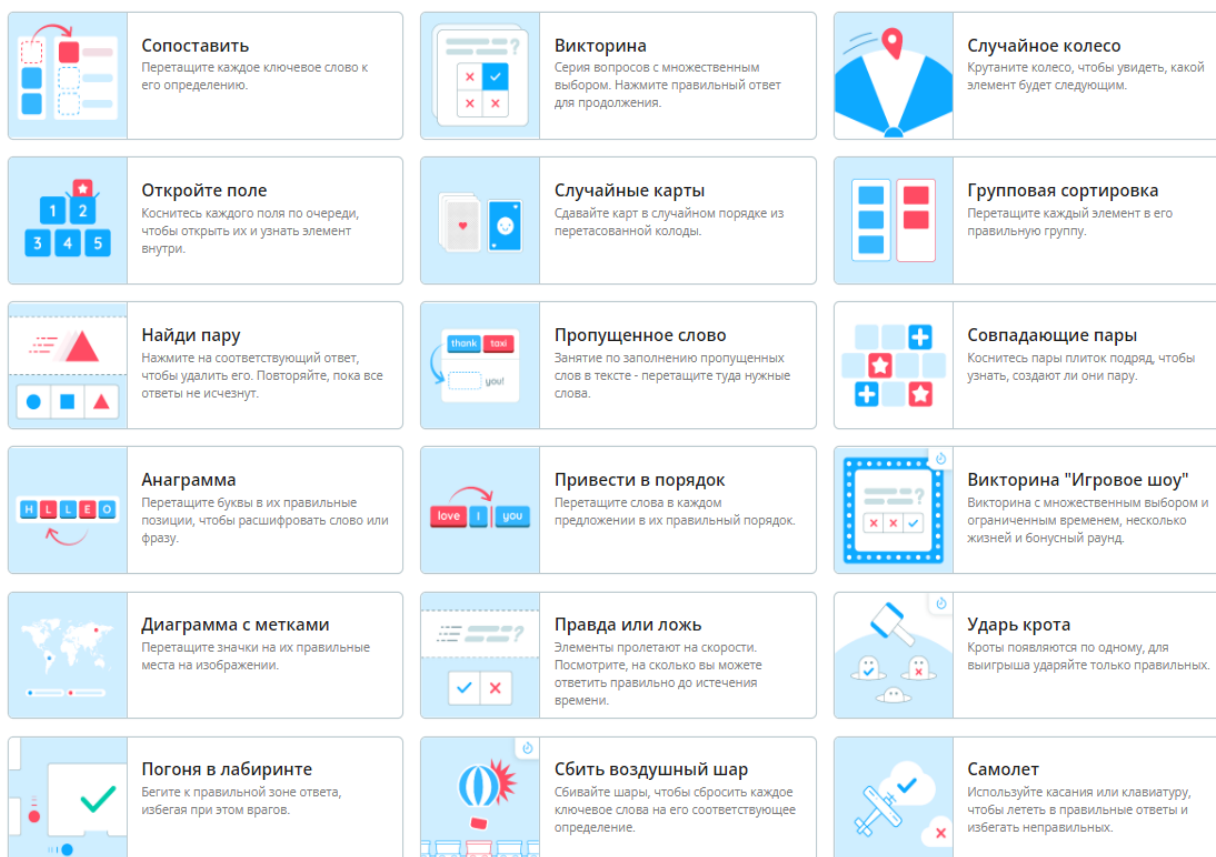 Сопоставить
Перетащите каждое ключевое слово к
его определению.
?
Викторина
Серия вопросов с множественным
выбором. Нажмите правильный ответ
для продолжения.
Случайное колесо
Крутаните колесо, чтобы увидеть, какой
элемент будет следующим.
1 2
3 4 5
Откройте поле
Коснитесь каждого поля по очереди,
чтобы открыть их и узнать элемент
внутри.
Случайные карты
Сдавайте карт в случайном порядке из
перетасованной колоды.
Групповая сортировка
Перетащите каждый элемент в его
правильную группу.
Найди пару
Нажмите на соответствующий ответ,
чтобы удалить его. Повторяйте, пока все
ответы не исчезнут.
thank taxi
you!
Пропущенное слово
Занятие по заполнению пропущенных
слов в тексте - перетащите туда нужные
слова.
Совпадающие пары
Коснитесь пары плиток подряд, чтобы
узнать, создают ли они пару.
H L L E O
Анаграмма
Перетащите буквы в их правильные
позиции, чтобы расшифровать слово или
фразу.
love I you
Привести в порядок
Перетащите слова в каждом
предложении в их правильный порядок.
?
Викторина "Игровое шоу"
Викторина с множественным выбором и
ограниченным временем, несколько
жизней и бонусный раунд.
Диаграмма с метками
Перетащите значки на их правильные
места на изображении.
?
Правда или ложь
Элементы пролетают на скорости.
Посмотрите, на сколько вы можете
ответить правильно до истечения
времени.
Ударь крота
Кроты появляются по одному, для
выигрыша ударяйте только правильных.
Погоня в лабиринте
Бегите к правильной зоне ответа,
избегая при этом врагов.
Сбить воздушный шар
Сбивайте шары, чтобы сбросить каждое
ключевое слова на его соответствующее
определение.
Самолет
Используйте касания или клавиатуру,
чтобы лететь в правильные ответы и
избегать неправильных.